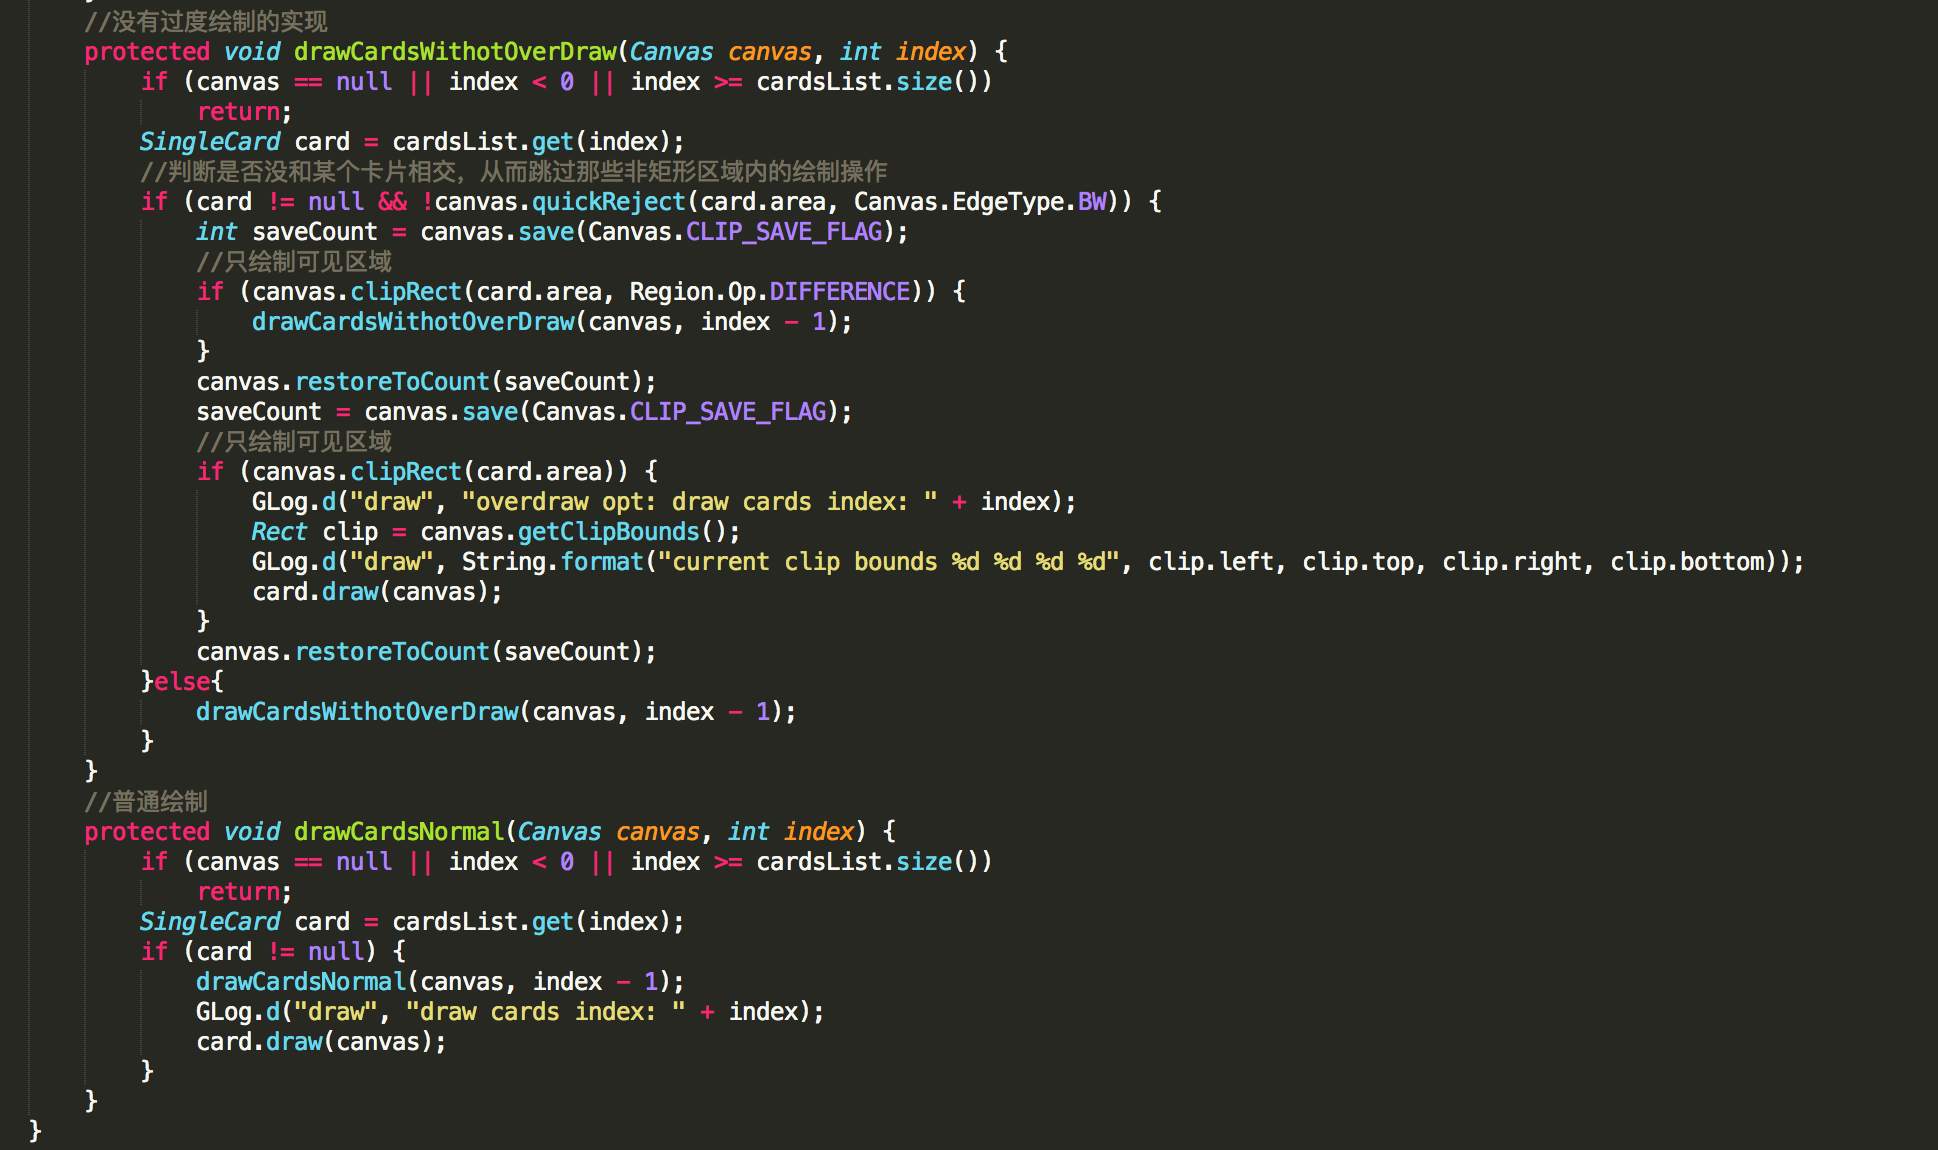 }
//没有过度绘制的实现
protected void drawCardsWithotOverDraw(Canvas canvas, int index) {
if (canvas == null || index < 0 || index >= cardsList.size())
return;
SingleCard card = cardsList.get(index);
//判断是否没和某个卡片相交，从而跳过那些非矩形区域内的绘制操作
if (card != null && !canvas.quickReject(card.area, Canvas.EdgeType.BW)) {
int saveCount = canvas.save(Canvas.CLIP_SAVE_FLAG);
//只绘制可见区域
if (canvas.clipRect(card.area, Region.Op.DIFFERENCE)) {
drawCardsWithotOverDraw(canvas, index - 1);
}
canvas.restoreToCount(saveCount);
saveCount = canvas.save(Canvas.CLIP_SAVE_FLAG);
//只绘制可见区域
if (canvas.clipRect(card.area)) {
GLog.d("draw", "overdraw opt: draw cards index: " + index);
Rect clip = canvas.getClipBounds();
GLog.d("draw", String.format("current clip bounds %d %d %d %d", clip.left, clip.top, clip.right, clip.bottom));
card.draw(canvas);
}
canvas.restoreToCount(saveCount);
}else{
drawCardsWithotOverDraw(canvas, index - 1);
}
}
//普通绘制
protected void drawCardsNormal(Canvas canvas, int index) {
if (canvas == null || index < 0 || index >= cardsList.size())
return;
SingleCard card = cardsList.get(index);
if (card != null) {
drawCardsNormal(canvas, index - 1);
GLog.d("draw", "draw cards index: " + index);
card.draw(canvas);
}
}
}